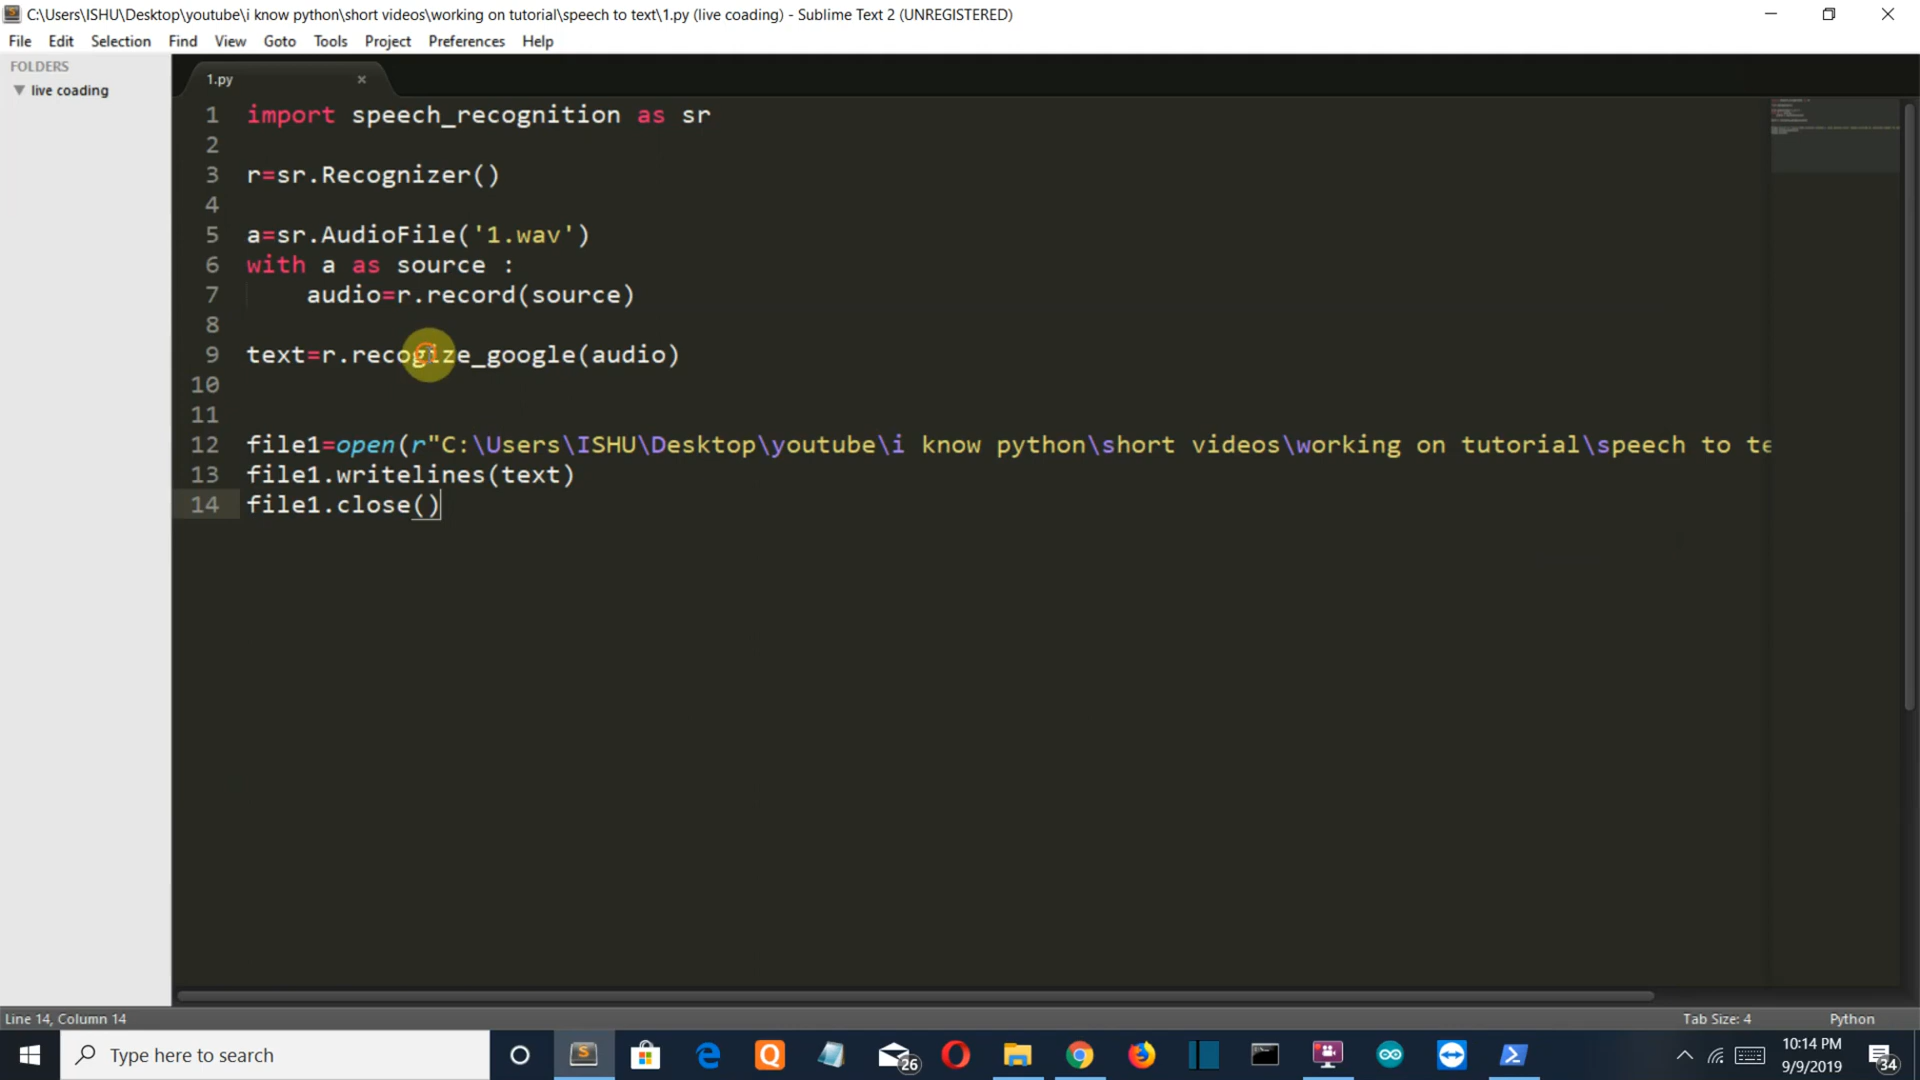 C:\Users\ISHU\Desktop\youtube\i know python\short videos\working on tutorial\speech to text\1.py (live coading) - Sublime Text 2 (UNREGISTERED)
File Edit Selection Find View Goto Tools Project Preferences Help
FOLDERS
live coading
1.py
1 import speech_recognition as sr
2
3 r=sr.Recognizer()
4
5 a=sr.AudioFile('1.wav')
6 with a as source :
7 audio=r.record(source)
8
9 text=r.recogize_google(audio)
10
11
12 file1=open(r"C:\Users\ISHU\Desktop\youtube\i know python\short videos\working on tutorial\speech to te
13 file1.writelines(text)
14 file1.close()
Line 14, Column 14
Tab Size: 4
Python
Type here to search
26
10:14 PM
9/9/2019
34